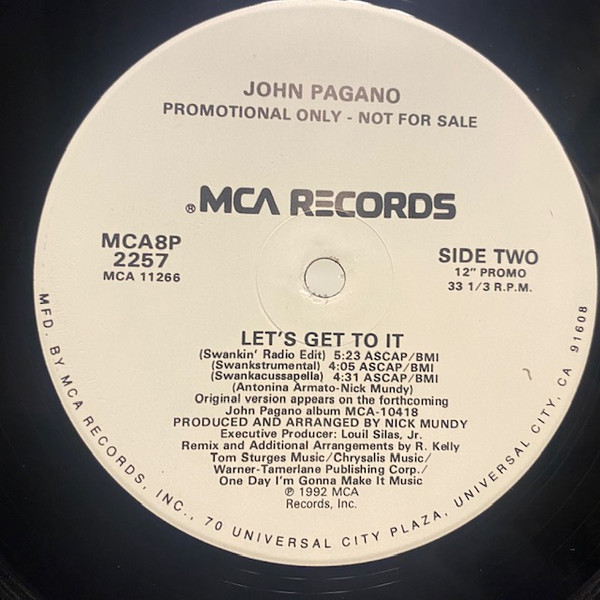 JOHN PAGANO
PROMOTIONAL ONLY - NOT FOR SALE
®MCA RECORDS
MCA8P
2257
MCA 11266
SIDE TWO
12" PROMO
33 1/3 R.P.M.
LET'S GET TO IT
(Swankin' Radio Edit) 5:23 ASCAP/BMI
(Swankstrumental) 4:05 ASCAP/BMI
(Swankacussapella) 4:31 ASCAP/BMI
(Antonina Armato-Nick Mundy)
Original version appears on the forthcoming
John Pagano album MCA-10418
PRODUCED AND ARRANGED BY NICK MUNDY
Executive Producer: Louil Silas, Jr.
Remix and Additional Arrangements by R. Kelly
Tom Sturges Music/Chrysalis Music/
Warner-Tamerlane Publishing Corp./
One Day I'm Gonna Make It Music
℗ 1992 MCA
Records, Inc.
MFD. BY MCA RECORDS, INC., 70 UNIVERSAL CITY PLAZA, UNIVERSAL CITY, CA 91608